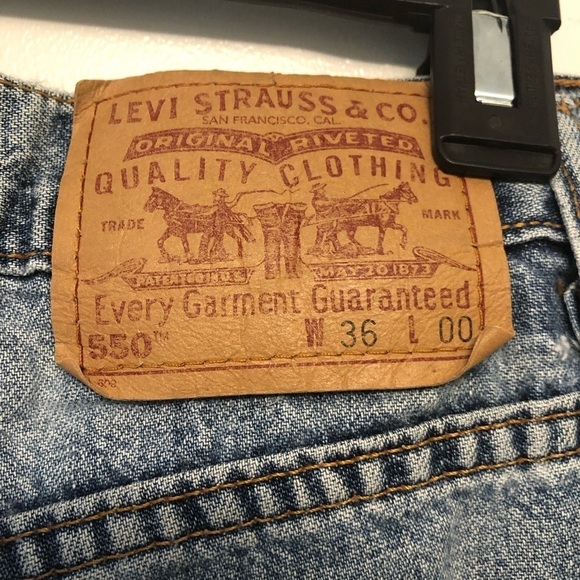 LEVI STRAUSS & CO.
SAN FRANCISCO, CAL.
ORIGINAL RIVETED
QUALITY CLOTHING
TRADE MARK
PATENTED IN U.S. MAY 20 1873
Every Garment Guaranteed
550™ W 36 L 00